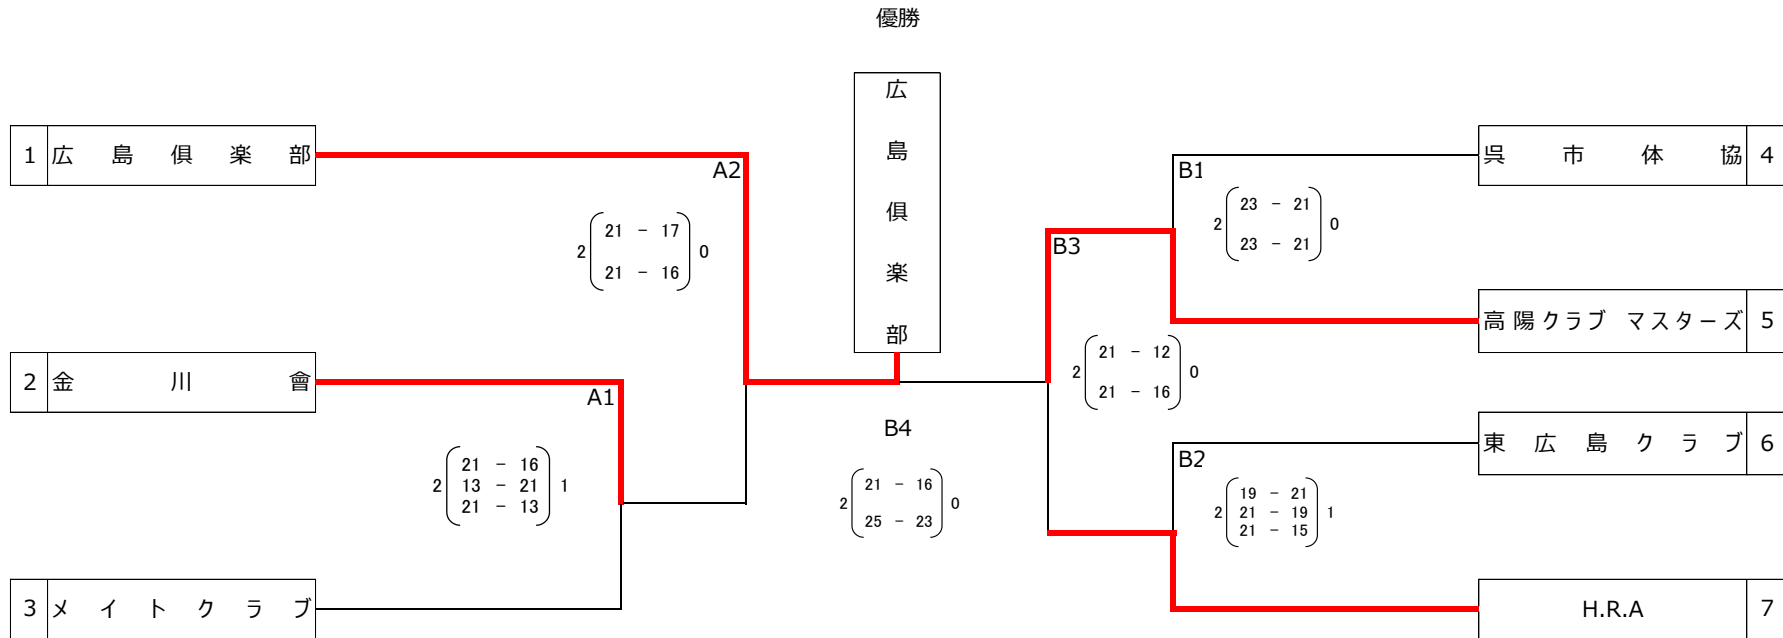 優勝
広島倶楽部
1 広島倶楽部
A2
2 21 - 17 0
21 - 16
2 金川會
A1
21 - 16
2 13 - 21 1
21 - 13
3 メイトクラブ
B4
2 21 - 16 0
25 - 23
呉市体協 4
B1
2 23 - 21 0
23 - 21
B3
2 21 - 12 0
21 - 16
高陽クラブ マスターズ 5
東広島クラブ 6
B2
19 - 21
2 21 - 19 1
21 - 15
H.R.A 7